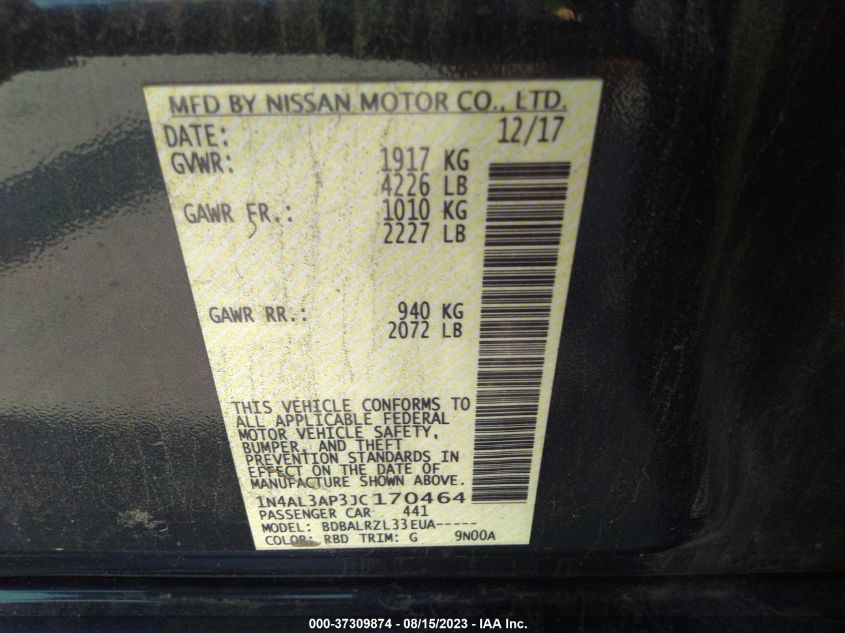 MFD BY NISSAN MOTOR CO., LTD.
DATE: 12/17
GVWR: 1917 KG
4226 LB
GAWR FR.: 1010 KG
2227 LB
GAWR RR.: 940 KG
2072 LB
THIS VEHICLE CONFORMS TO
ALL APPLICABLE FEDERAL
MOTOR VEHICLE SAFETY,
BUMPER, AND THEFT
PREVENTION STANDARDS IN
EFFECT ON THE DATE OF
MANUFACTURE SHOWN ABOVE.
1N4AL3AP3JC170464
PASSENGER CAR 441
MODEL: BDBALRZL33EUA-----
COLOR: RBD TRIM: G 9N00A
000-37309874 - 08/15/2023 - IAA Inc.